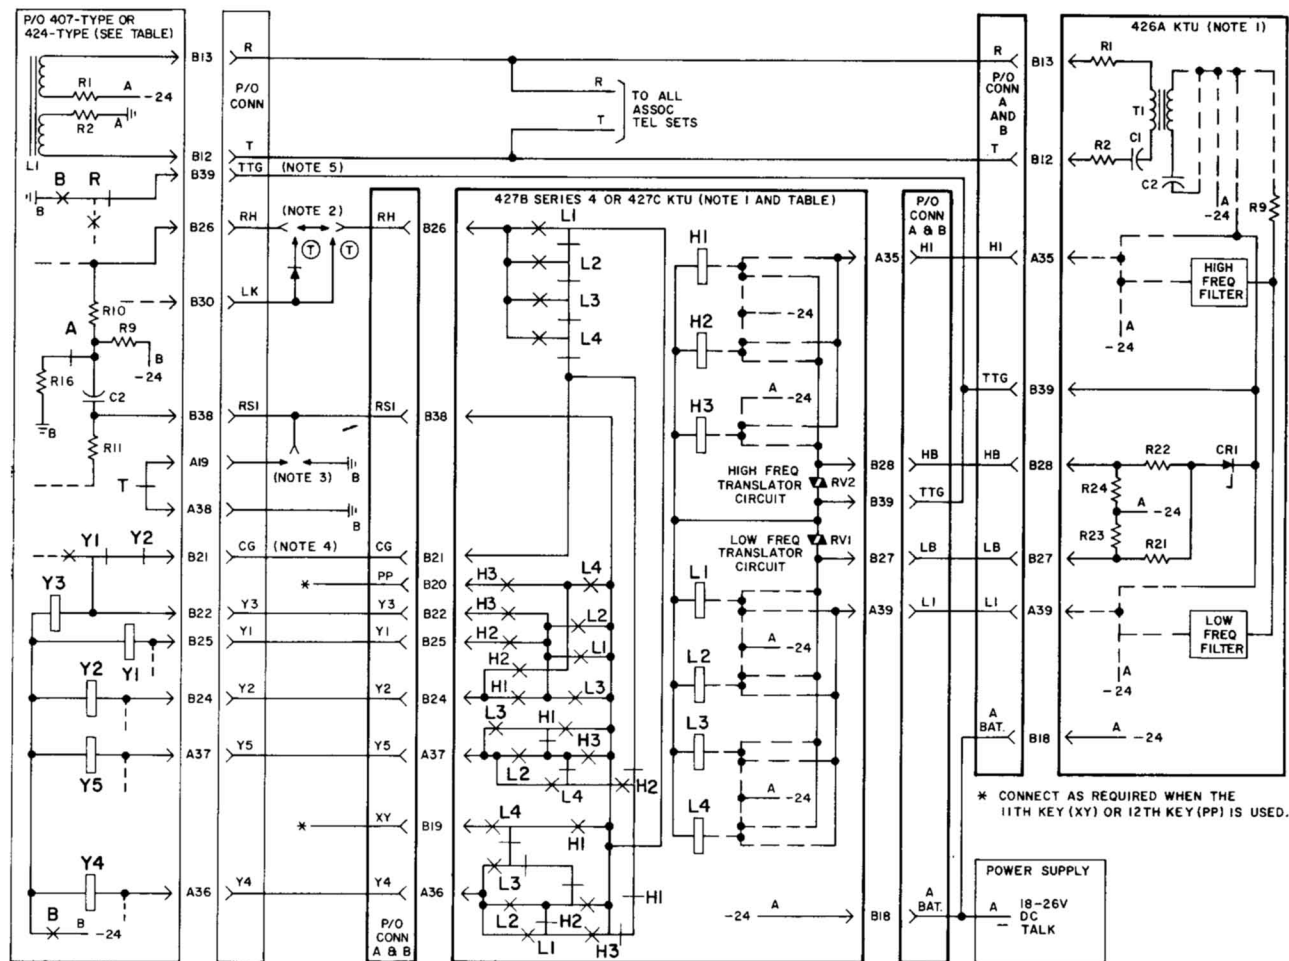 P/O 407-TYPE OR
424-TYPE (SEE TABLE)
B13
R
R1
A
-24
R2
A
L1
P/O
CONN
R
T
TO ALL
ASSOC
TEL SETS
B12
T
B39
TTG (NOTE 5)
B
R
B
B26
RH
(NOTE 2)
RH
B26
T
T
B30
LK
R10
A
R9
B
-24
R16
B
C2
B38
RS1
RS1
B38
R11
A19
B
(NOTE 3)
T
A38
B
Y1
Y2
B21
CG (NOTE 4)
CG
B21
*
PP
B20
Y3
B22
Y3
Y3
B22
B25
Y1
Y1
B25
Y1
Y2
B24
Y2
Y2
B24
Y5
A37
Y5
Y5
A37
*
XY
B19
Y4
A36
Y4
Y4
A36
B
B
-24
P/O
CONN
A & B
427B SERIES 4 OR 427C KTU (NOTE 1 AND TABLE)
L1
L2
L3
L4
H1
H2
H3
-24
A
-24
HIGH FREQ
TRANSLATOR
CIRCUIT
RV2
LOW FREQ
TRANSLATOR
CIRCUIT
RV1
H3
L4
H3
L2
H2
L1
H2
H1
L3
L3
H1
H3
L2
L4
H2
L4
H1
L3
H1
L2
H2
L1
H3
L1
A
-24
L2
L3
A
-24
L4
-24
A
B18
P/O
CONN
A & B
A35
H1
H1
A35
B28
HB
HB
B28
B39
TTG
TTG
B39
B27
LB
LB
B27
A39
L1
L1
A39
A
BAT.
A
BAT.
B18
R
B13
P/O
CONN
A
AND
B
T
B12
426A KTU (NOTE 1)
R1
T1
C1
R2
C2
A
-24
R9
HIGH
FREQ
FILTER
A
-24
R22
CR1
R24
A
-24
R23
R21
LOW
FREQ
FILTER
A
-24
A
-24
* CONNECT AS REQUIRED WHEN THE
11TH KEY (XY) OR 12TH KEY (PP) IS USED.
POWER SUPPLY
A
18-26V
DC
TALK